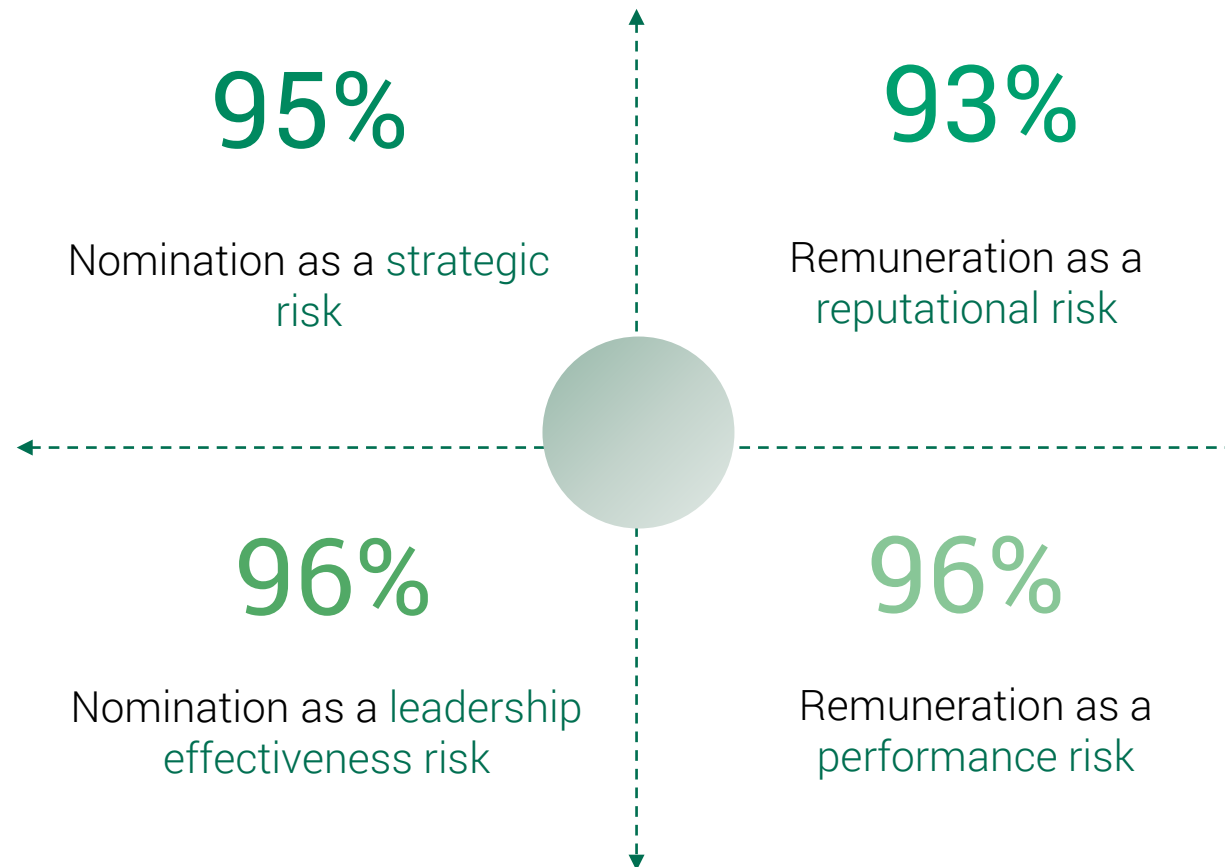 95%
Nomination as a strategic
risk
93%
Remuneration as a
reputational risk
96%
Nomination as a leadership
effectiveness risk
96%
Remuneration as a
performance risk